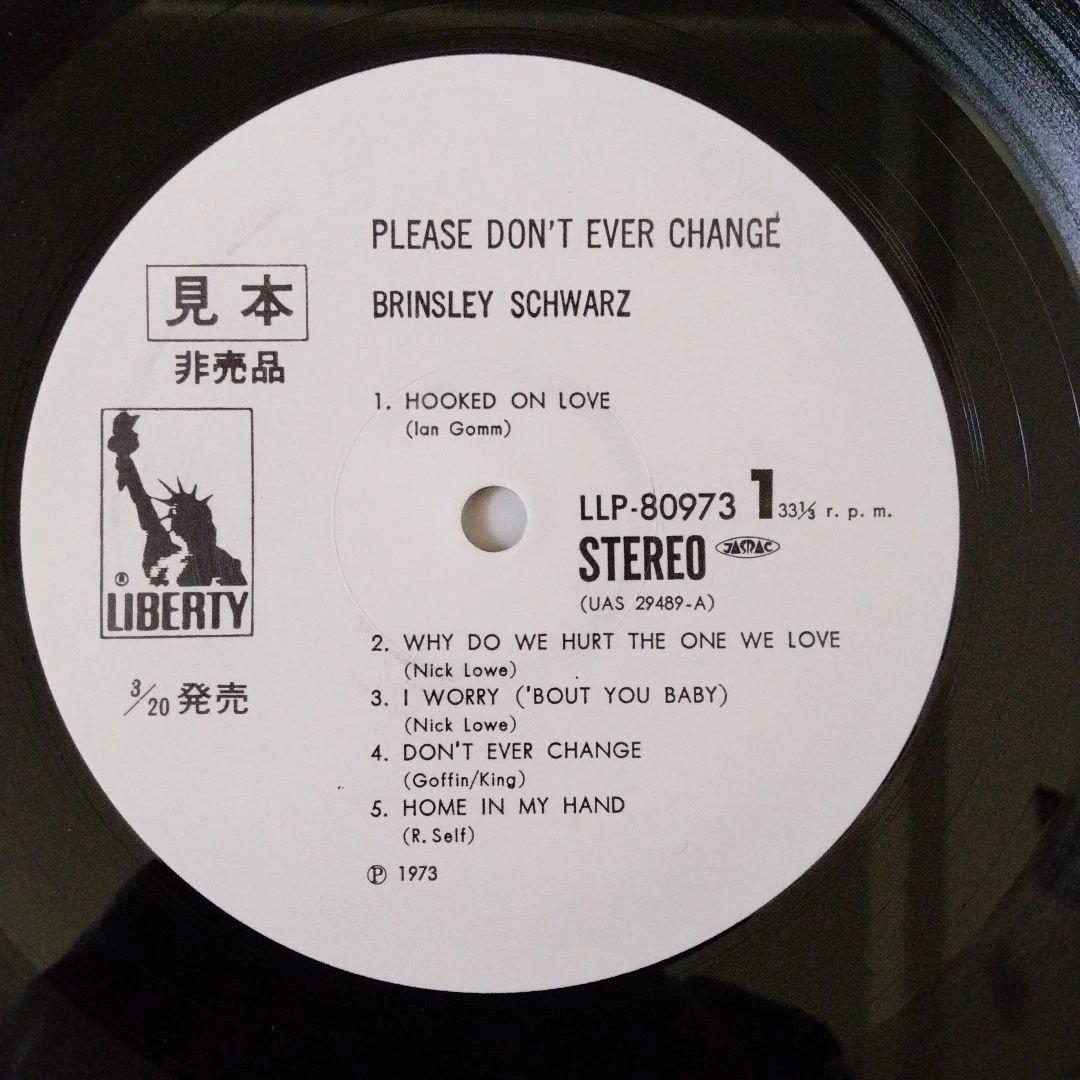 PLEASE DON'T EVER CHANGE
BRINSLEY SCHWARZ
見本
非売品
1. HOOKED ON LOVE
(Ian Gomm)
LLP-80973 1 33⅓ r. p. m.
STEREO JASRAC
(UAS 29489-A)
® LIBERTY
2. WHY DO WE HURT THE ONE WE LOVE
(Nick Lowe)
3. I WORRY ('BOUT YOU BABY)
(Nick Lowe)
4. DON'T EVER CHANGE
(Goffin/King)
5. HOME IN MY HAND
(R. Self)
3/20 発売
℗ 1973